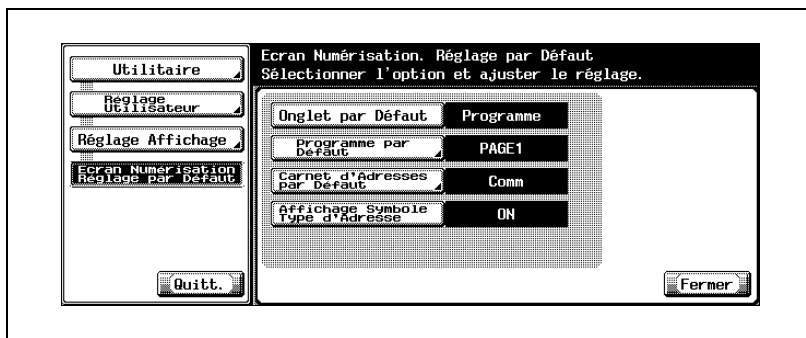 Utilitaire
Réglage
Utilisateur
Réglage Affichage
Ecran Numérisation
Réglage par Défaut
Quitt.
Ecran Numérisation. Réglage par Défaut
Sélectionner l'option et ajuster le réglage.
Onglet par Défaut Programme
Programme par
Défaut
PAGE1
Carnet d'Adresses
par Défaut
Comm
Affichage Symbole
Type d'Adresse
ON
Fermer